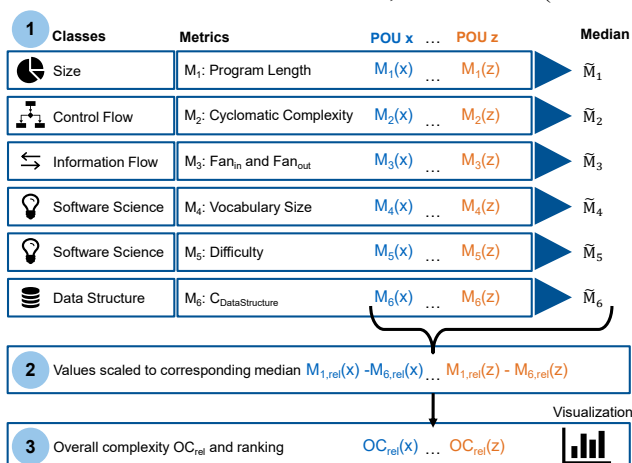 1 Classes Metrics POU x ... POU z Median
Size M₁: Program Length M₁(x) ... M₁(z) M̃₁
Control Flow M₂: Cyclomatic Complexity M₂(x) ... M₂(z) M̃₂
Information Flow M₃: Fanᵢₙ and Fanₒᵤₜ M₃(x) ... M₃(z) M̃₃
Software Science M₄: Vocabulary Size M₄(x) ... M₄(z) M̃₄
Software Science M₅: Difficulty M₅(x) ... M₅(z) M̃₅
Data Structure M₆: C_DataStructure M₆(x) ... M₆(z) M̃₆
2 Values scaled to corresponding median M₁,rel(x) -M₆,rel(x) ... M₁,rel(z) - M₆,rel(z)
Visualization
3 Overall complexity OCrel and ranking OCrel(x) ... OCrel(z)